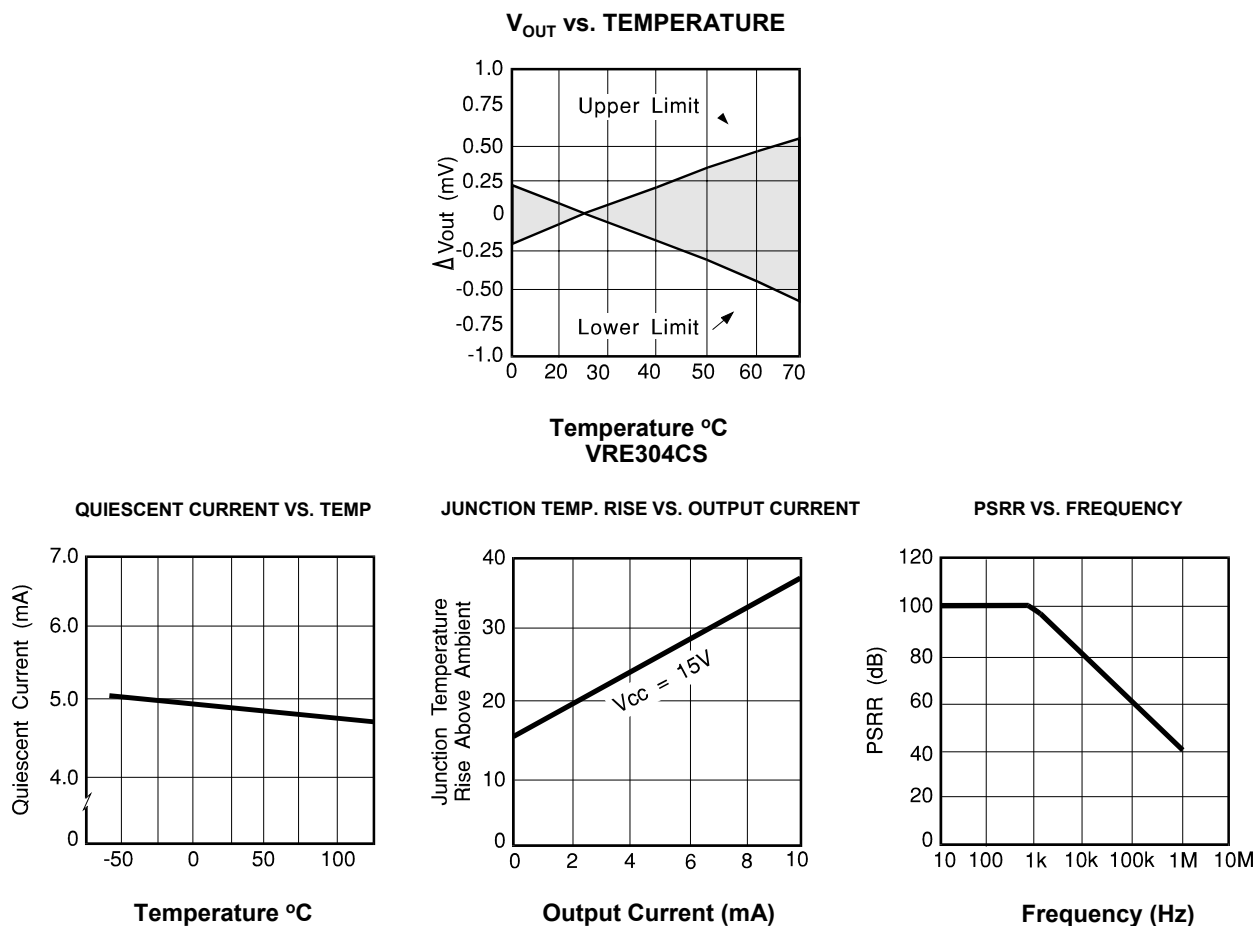 V_OUT vs. TEMPERATURE
1.0
0.75
0.50
0.25
0
-0.25
-0.50
-0.75
-1.0
Δ Vout (mV)
Upper Limit
Lower Limit
0 20 30 40 50 60 70
Temperature °C
VRE304CS
QUIESCENT CURRENT VS. TEMP
7.0
6.0
5.0
4.0
0
Quiescent Current (mA)
-50 0 50 100
Temperature °C
JUNCTION TEMP. RISE VS. OUTPUT CURRENT
40
30
20
10
0
Junction Temperature
Rise Above Ambient
Vcc = 15V
0 2 4 6 8 10
Output Current (mA)
PSRR VS. FREQUENCY
120
100
80
60
40
20
0
PSRR (dB)
10 100 1k 10k 100k 1M 10M
Frequency (Hz)